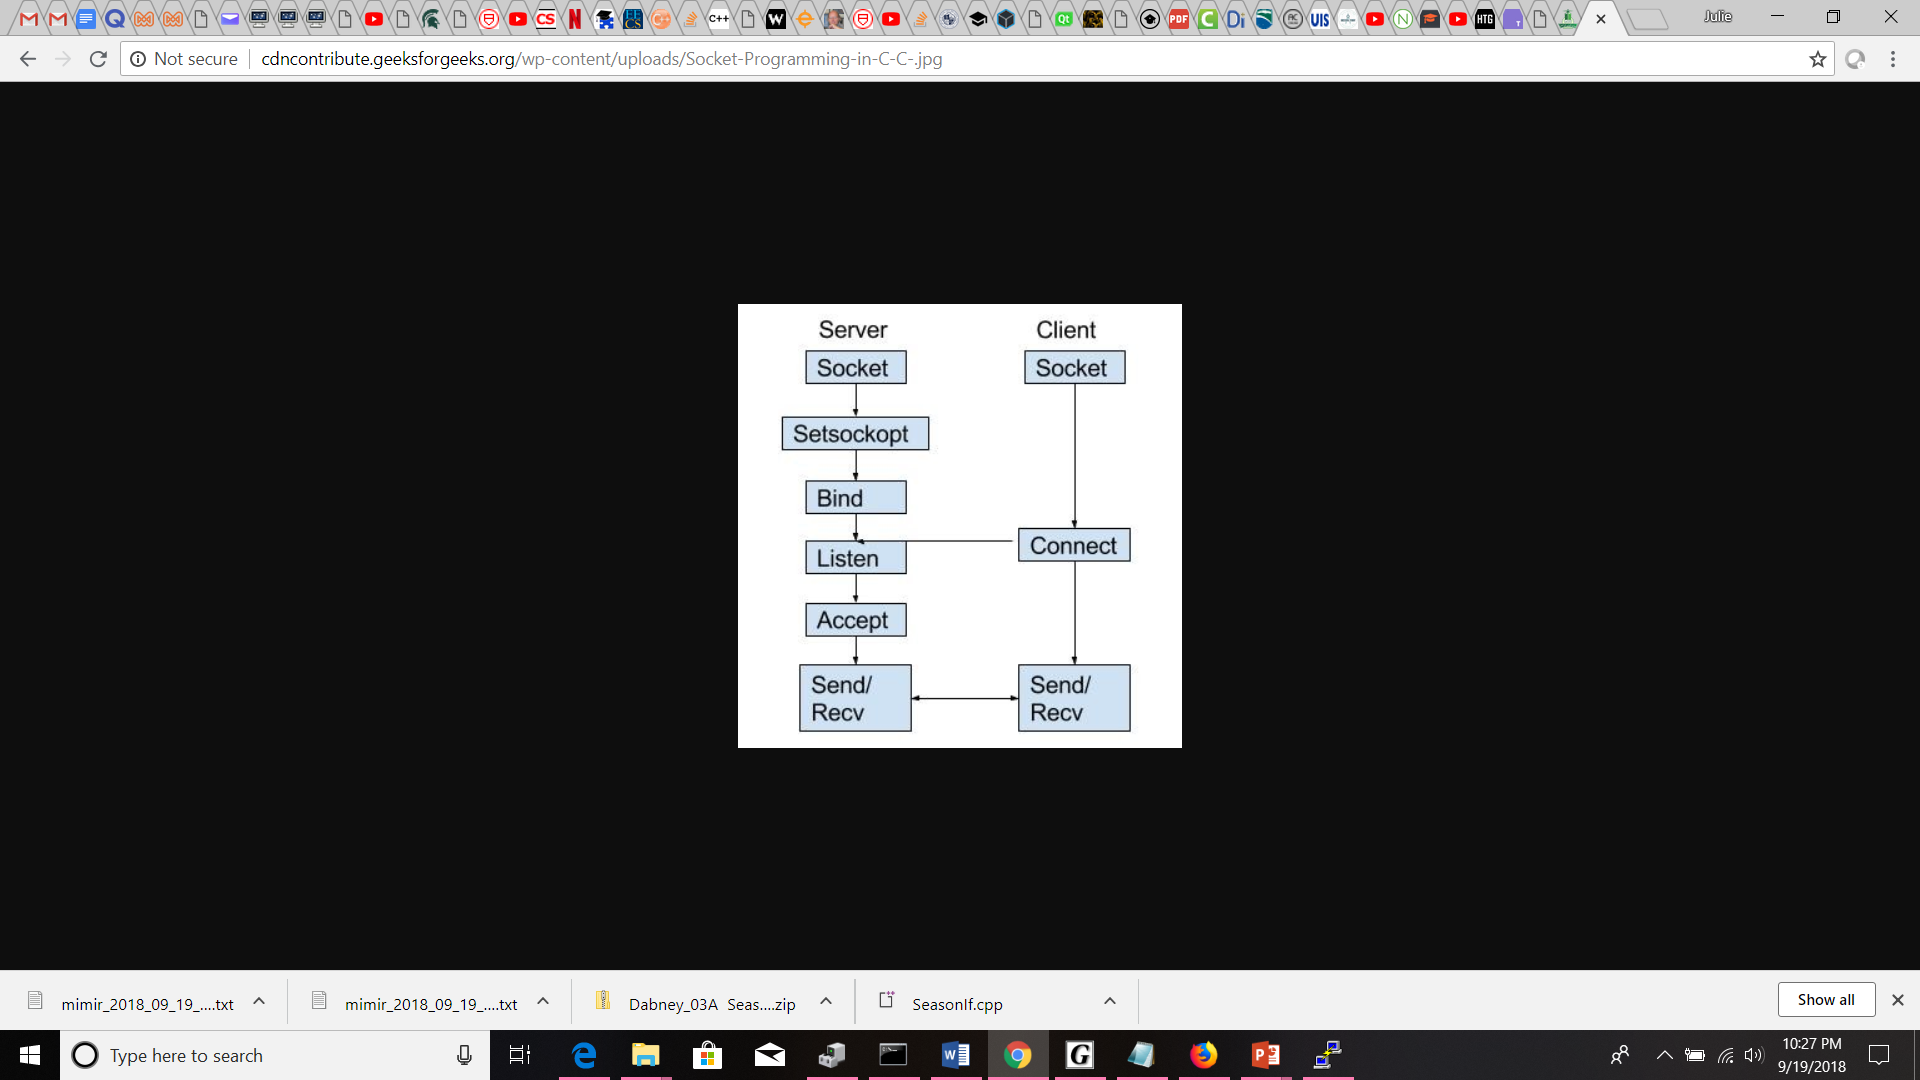 Julie
Not secure
cdncontribute.geeksforgeeks.org/wp-content/uploads/Socket-Programming-in-C-C-.jpg
Server
Client
Socket
Socket
Setsockopt
Bind
Connect
Listen
Accept
Send/
Recv
Send/
Recv
mimir_2018_09_19_....txt
mimir_2018_09_19_....txt
Dabney_03A Seas....zip
SeasonIf.cpp
Show all
Type here to search
10:27 PM
9/19/2018